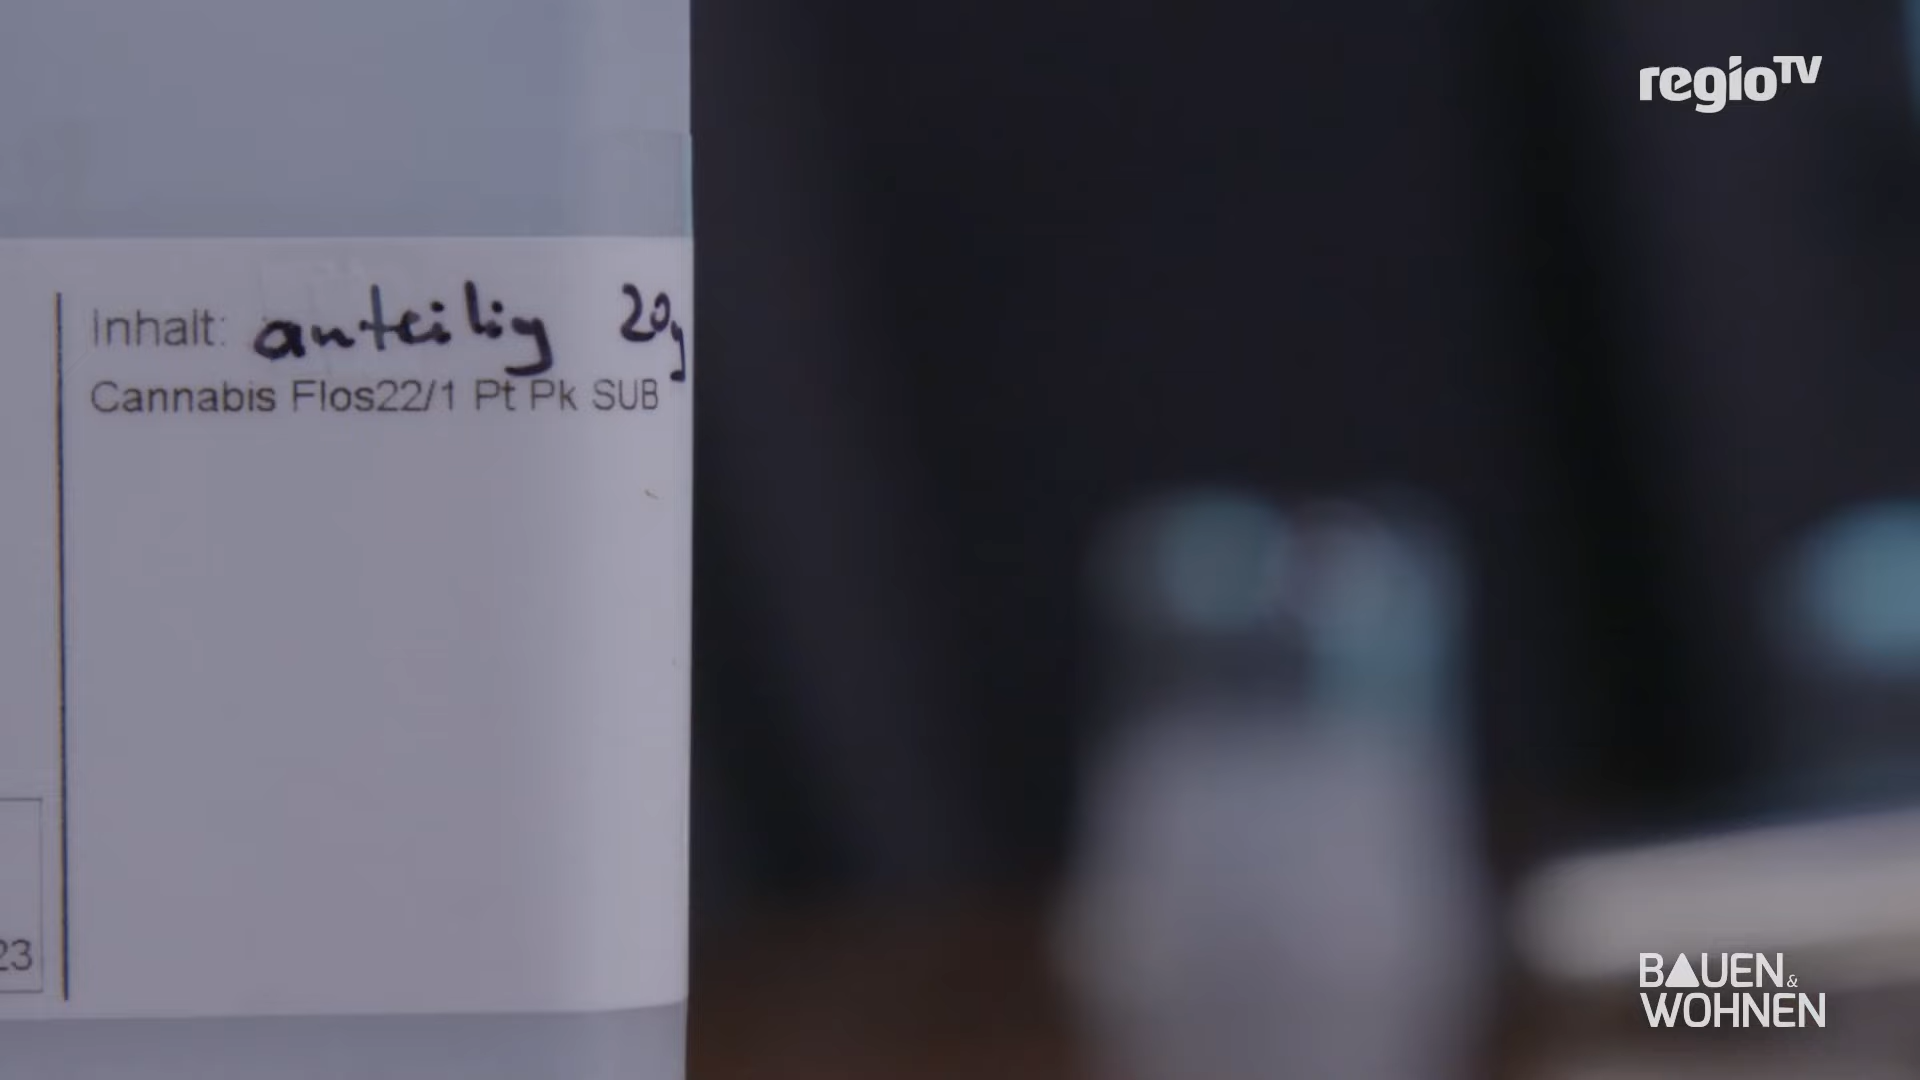 regioTV
Inhalt: anteilig 20g
Cannabis Flos22/1 Pt Pk SUB
23
BAUEN &
WOHNEN